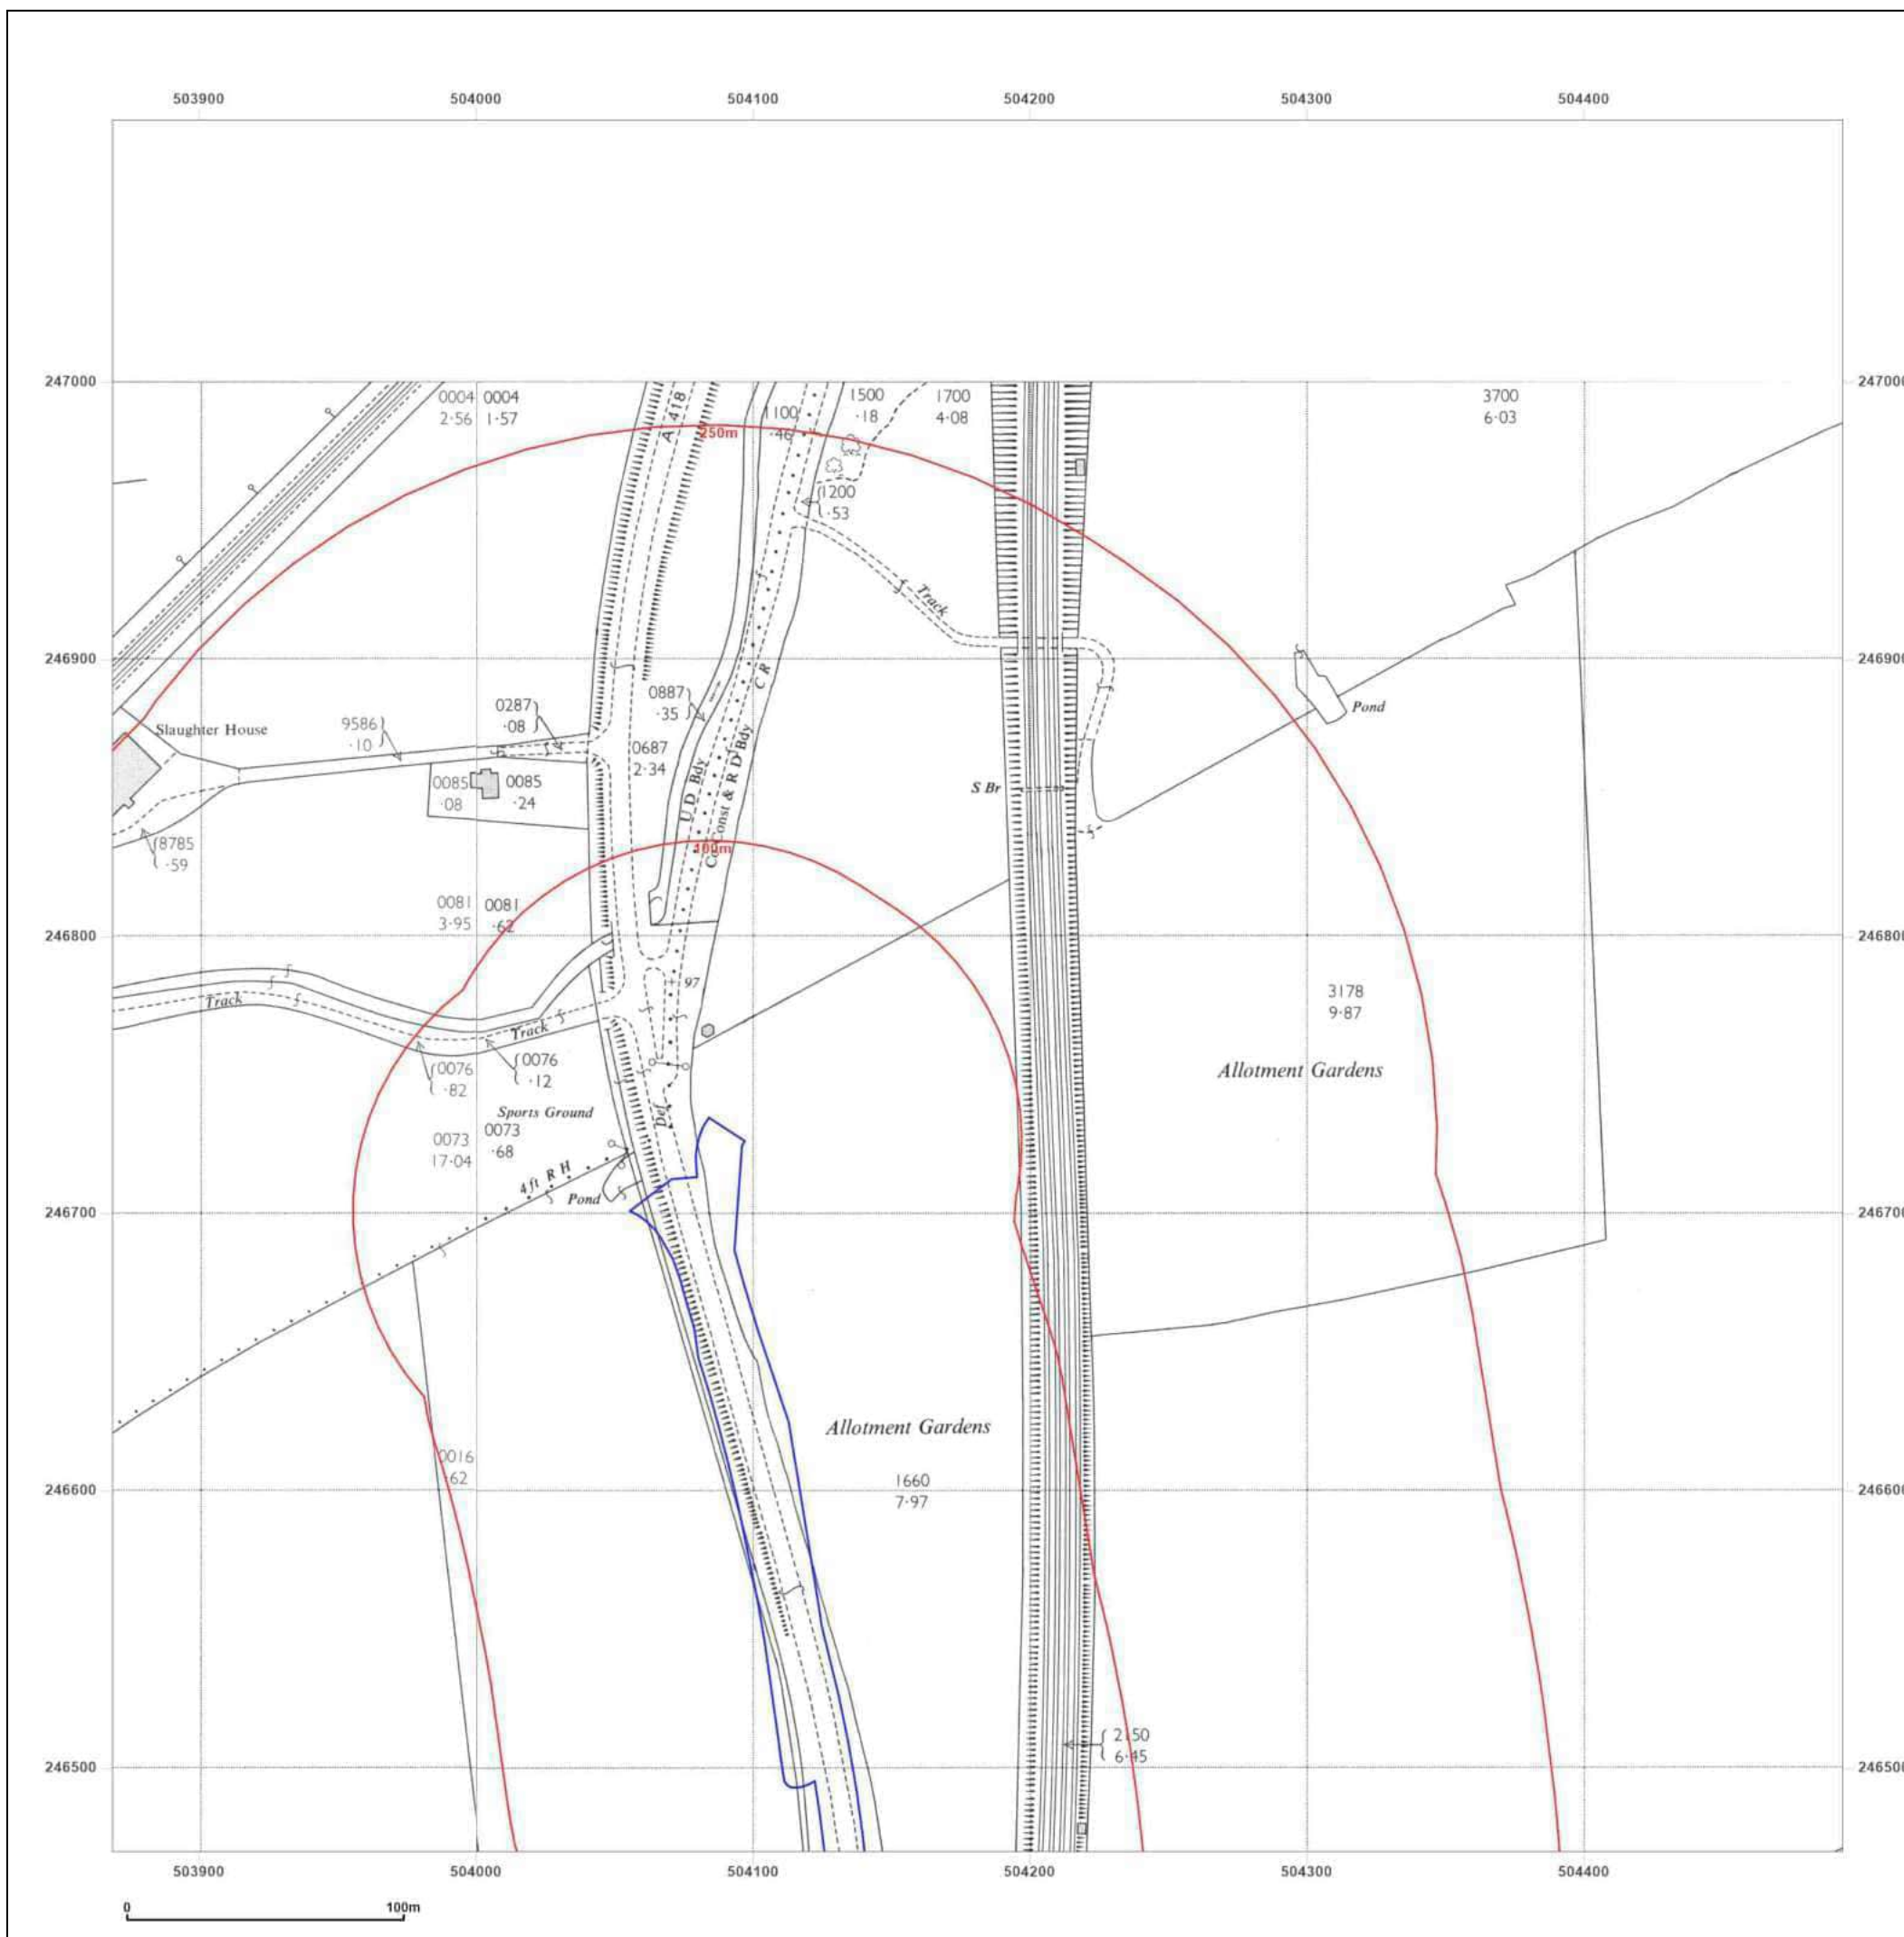 503900 504000 504100 504200 504300 504400
247000 247000
0004 0004
2·56 1·57
A 418
1100
·46
1500
·18
1700
4·08
3700
6·03
250m
1200
·53
Track
246900 246900
Slaughter House
9586
·10
0287
·08
0887
·35
C R
Pond
0687
2·34
0085
·08
0085
·24
U D Bdy
Co Const & R D Bdy
S Br
8785
·59
100m
0081 0081
3·95 ·62
246800 246800
97
Track
Track
3178
9·87
0076
·82
0076
·12
Allotment Gardens
Sports Ground
Def
0073
17·04
0073
·68
4ft R H
Pond
246700 246700
Allotment Gardens
0016
·62
1660
7·97
246600 246600
2150
6·45
246500 246500
503900 504000 504100 504200 504300 504400
0 100m